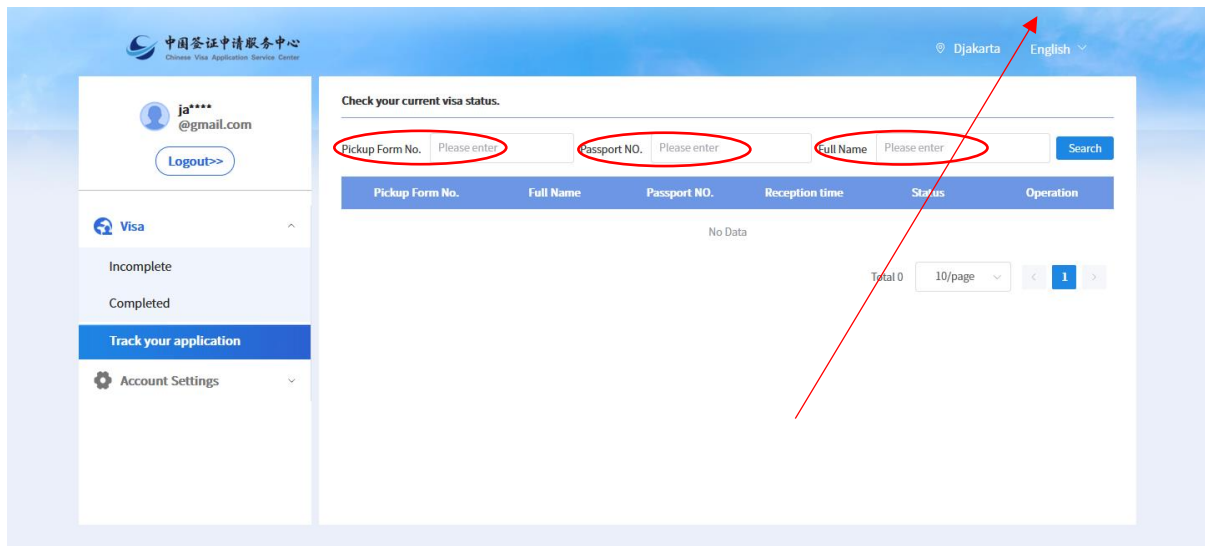 中国签证申请服务中心
Chinese Visa Application Service Center
Djakarta English
ja****
@gmail.com
Logout>>
Visa
Incomplete
Completed
Track your application
Account Settings
Check your current visa status.
Pickup Form No. Please enter Passport NO. Please enter Full Name Please enter Search
Pickup Form No. Full Name Passport NO. Reception time Status Operation
No Data
Total 0 10/page < 1 >